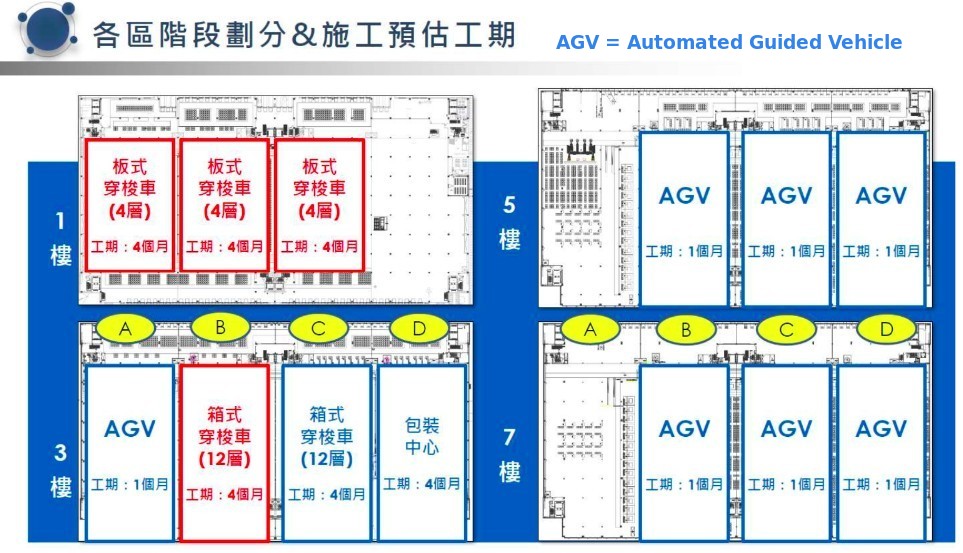 各區階段劃分&施工預估工期
AGV = Automated Guided Vehicle
1
樓
板式
穿梭車
(4層)
工期：4個月
板式
穿梭車
(4層)
工期：4個月
板式
穿梭車
(4層)
工期：4個月
5
樓
AGV
工期：1個月
AGV
工期：1個月
AGV
工期：1個月
A
B
C
D
3
樓
AGV
工期：1個月
箱式
穿梭車
(12層)
工期：4個月
箱式
穿梭車
(12層)
工期：4個月
包裝
中心
工期：4個月
A
B
C
D
7
樓
AGV
工期：1個月
AGV
工期：1個月
AGV
工期：1個月